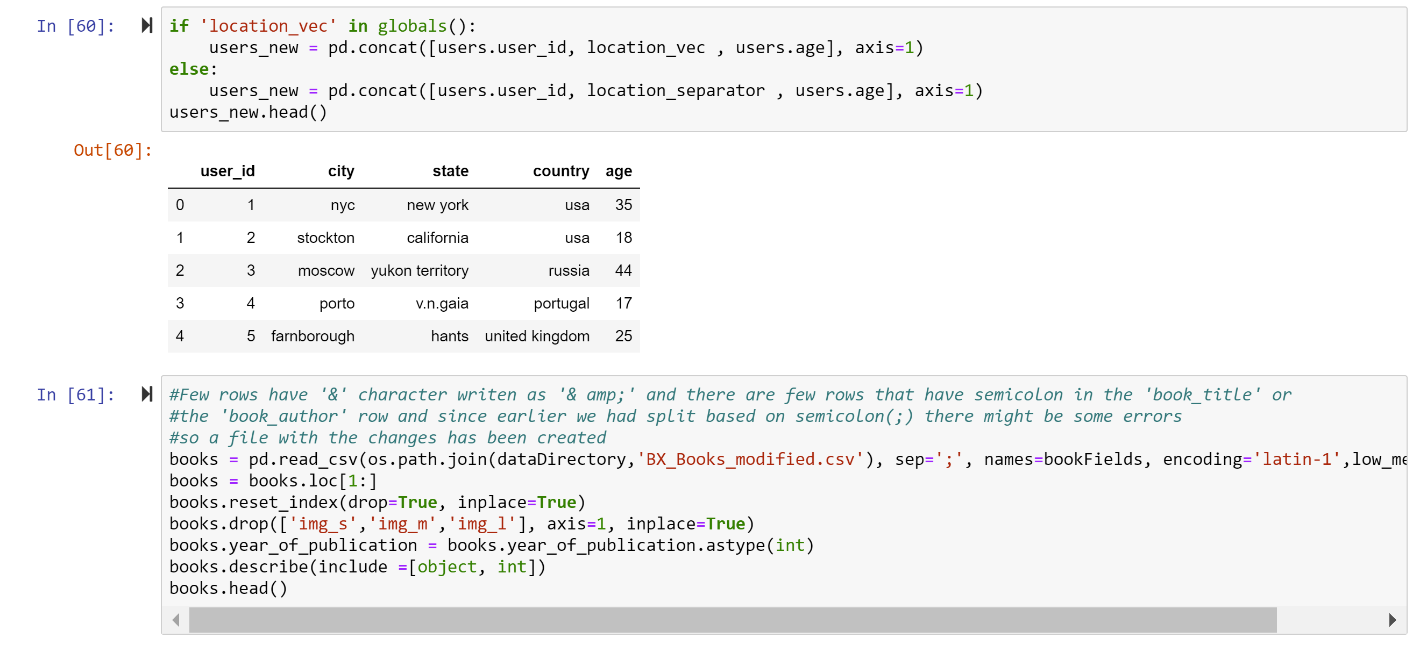 In [60]:
if 'location_vec' in globals():
    users_new = pd.concat([users.user_id, location_vec , users.age], axis=1)
else:
    users_new = pd.concat([users.user_id, location_separator , users.age], axis=1)
users_new.head()
Out[60]:
user_id city state country age
0 1 nyc new york usa 35
1 2 stockton california usa 18
2 3 moscow yukon territory russia 44
3 4 porto v.n.gaia portugal 17
4 5 farnborough hants united kingdom 25
In [61]:
#Few rows have '&' character writen as '& amp;' and there are few rows that have semicolon in the 'book_title' or
#the 'book_author' row and since earlier we had split based on semicolon(;) there might be some errors
#so a file with the changes has been created
books = pd.read_csv(os.path.join(dataDirectory,'BX_Books_modified.csv'), sep=';', names=bookFields, encoding='latin-1',low_me
books = books.loc[1:]
books.reset_index(drop=True, inplace=True)
books.drop(['img_s','img_m','img_l'], axis=1, inplace=True)
books.year_of_publication = books.year_of_publication.astype(int)
books.describe(include =[object, int])
books.head()